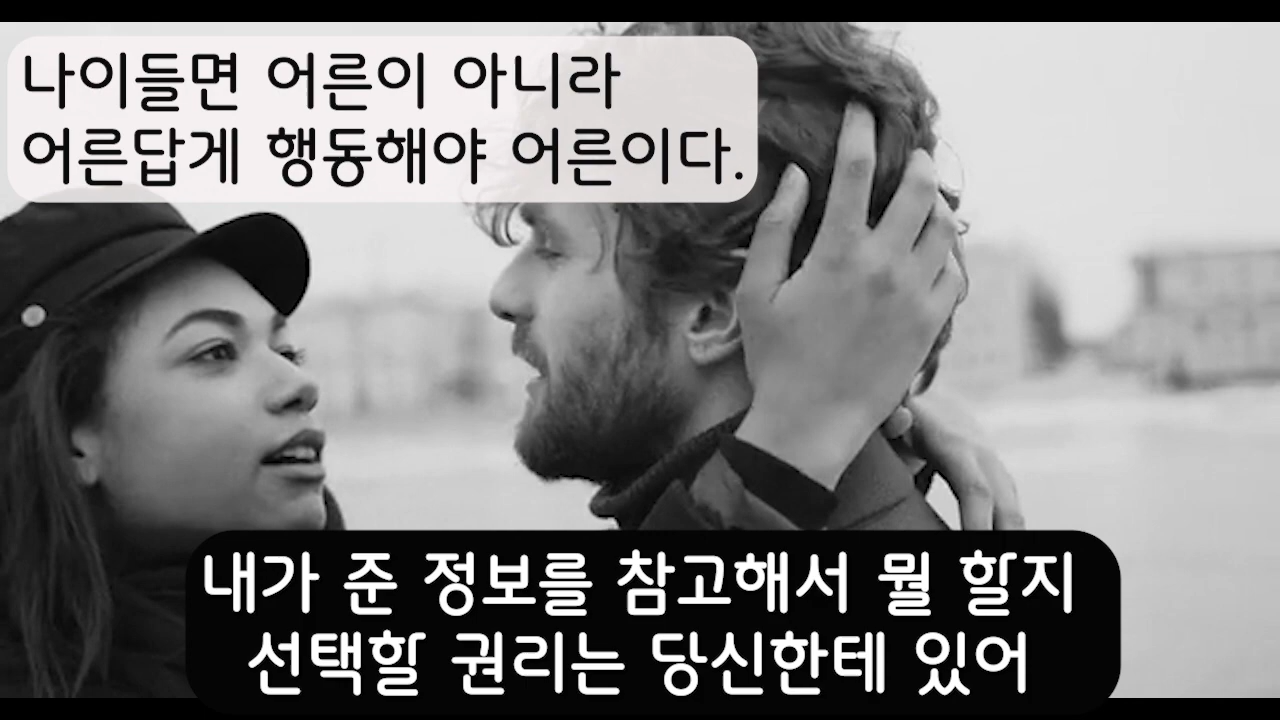 나이들면 어른이 아니라
어른답게 행동해야 어른이다.
내가 준 정보를 참고해서 뭘 할지
선택할 권리는 당신한테 있어